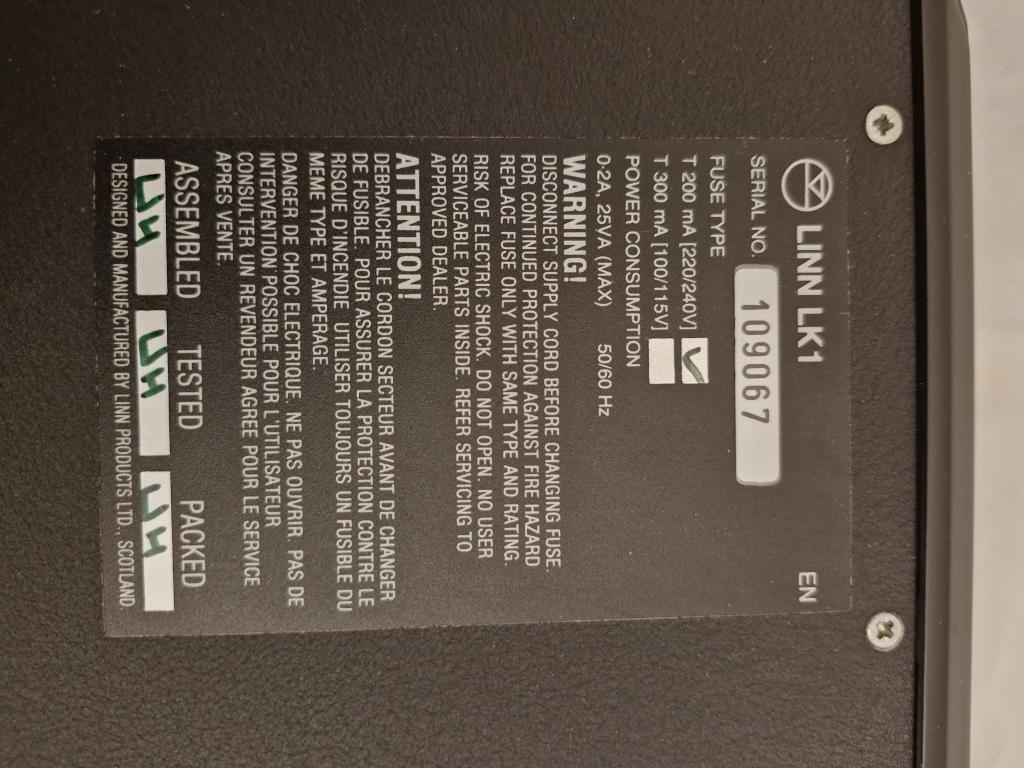 LINN LK1 EN
SERIAL NO. 109067
FUSE TYPE
T 200 mA [220/240V]
T 300 mA [100/115V]
POWER CONSUMPTION
0·2A, 25VA (MAX) 50/60 Hz
WARNING!
DISCONNECT SUPPLY CORD BEFORE CHANGING FUSE.
FOR CONTINUED PROTECTION AGAINST FIRE HAZARD
REPLACE FUSE ONLY WITH SAME TYPE AND RATING.
RISK OF ELECTRIC SHOCK. DO NOT OPEN. NO USER
SERVICEABLE PARTS INSIDE. REFER SERVICING TO
APPROVED DEALER.
ATTENTION!
DEBRANCHER LE CORDON SECTEUR AVANT DE CHANGER
DE FUSIBLE. POUR ASSURER LA PROTECTION CONTRE LE
RISQUE D'INCENDIE UTILISER TOUJOURS UN FUSIBLE DU
MEME TYPE ET AMPERAGE.
DANGER DE CHOC ELECTRIQUE. NE PAS OUVRIR. PAS DE
INTERVENTION POSSIBLE POUR L'UTILISATEUR
CONSULTER UN REVENDEUR AGREE POUR LE SERVICE
APRES VENTE.
ASSEMBLED TESTED PACKED
DESIGNED AND MANUFACTURED BY LINN PRODUCTS LTD., SCOTLAND.